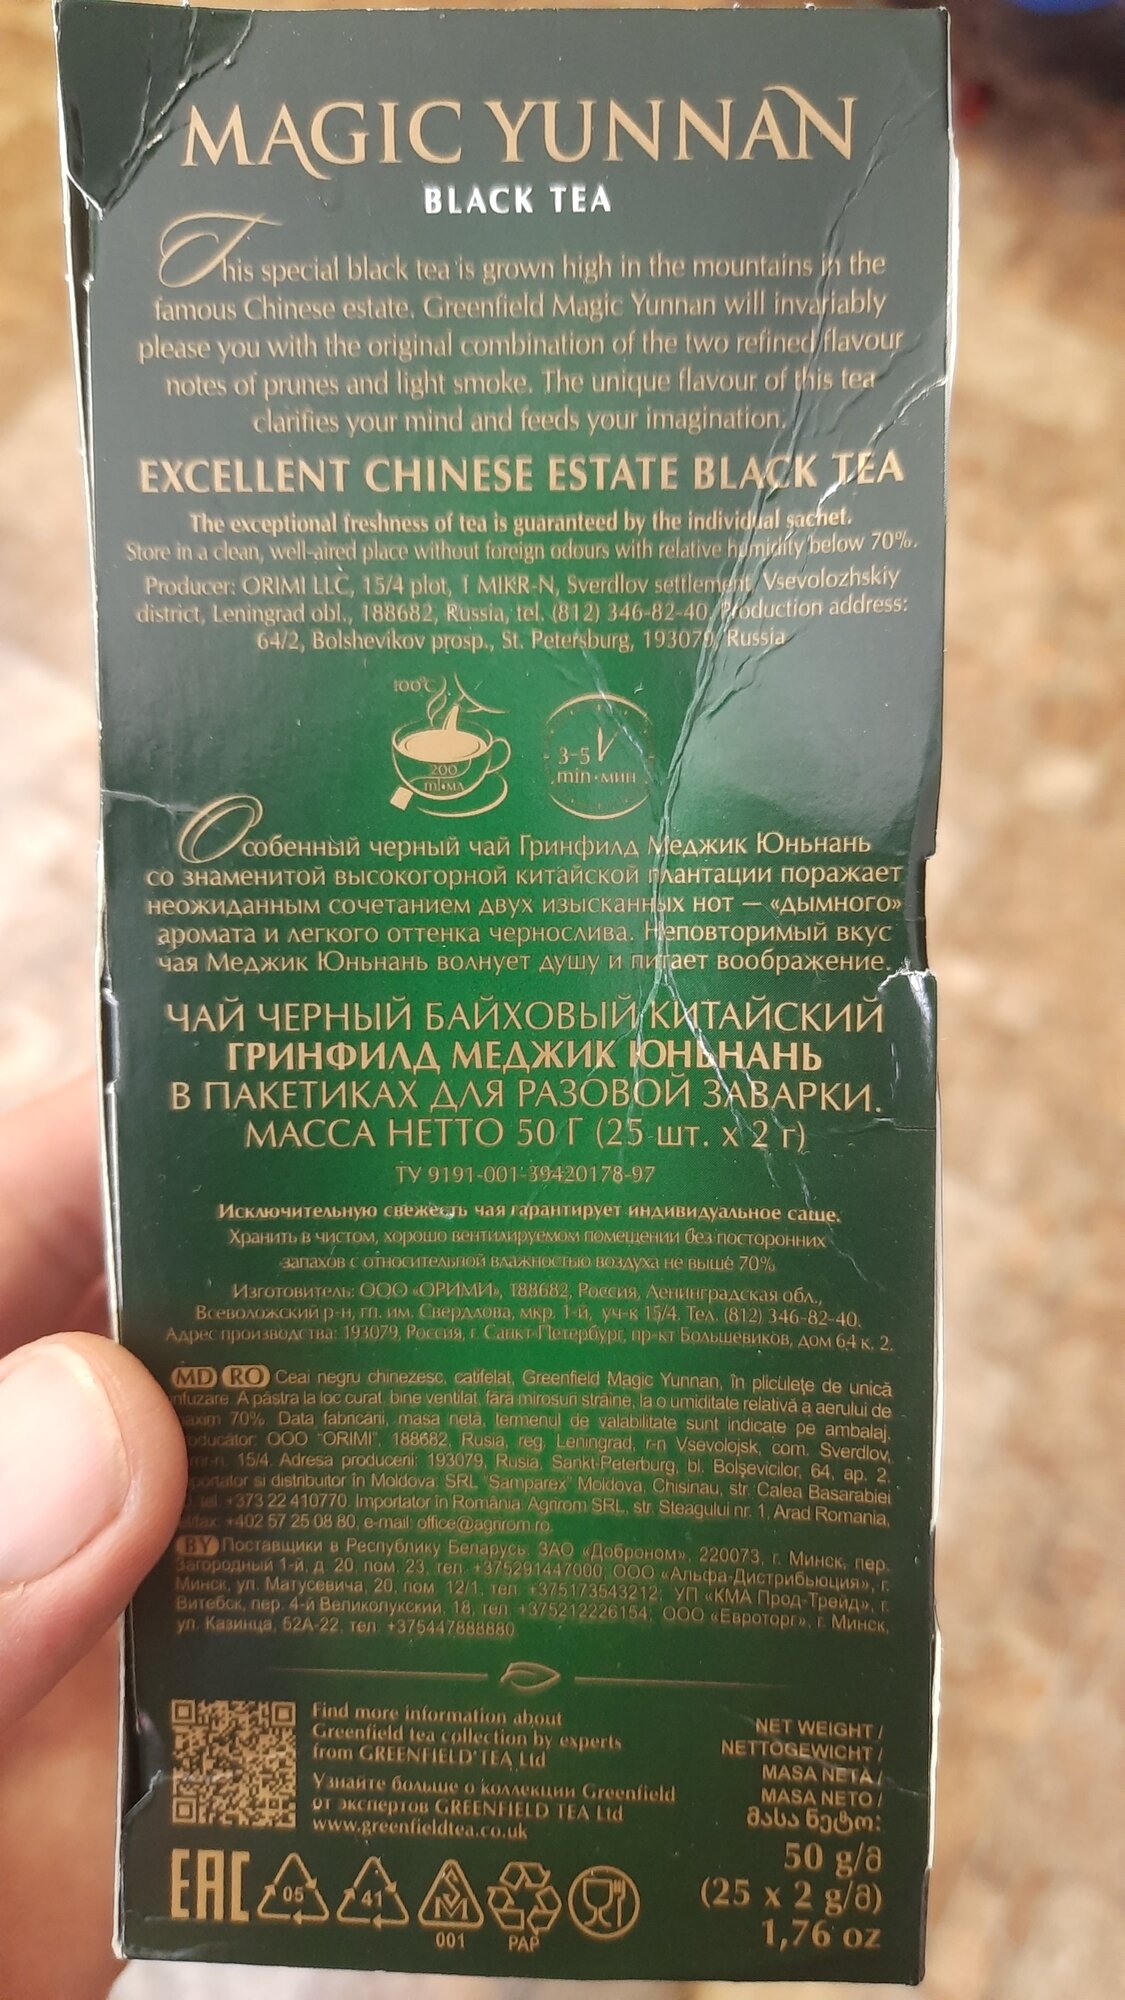 MAGIC YUNNAN
BLACK TEA
This special black tea is grown high in the mountains in the
famous Chinese estate. Greenfield Magic Yunnan will invariably
please you with the original combination of the two refined flavour
notes of prunes and light smoke. The unique flavour of this tea
clarifies your mind and feeds your imagination.
EXCELLENT CHINESE ESTATE BLACK TEA
The exceptional freshness of tea is guaranteed by the individual sachet.
Store in a clean, well-aired place without foreign odours with relative humidity below 70%.
Producer: ORIMI LLC, 15/4 plot, 1 MIKR-N, Sverdlov settlement, Vsevolozhskiy
district, Leningrad obl., 188682, Russia, tel. (812) 346-82-40. Production address:
64/2, Bolshevikov prosp., St. Petersburg, 193079, Russia
100°C
200
ml•мл
3-5
min•мин
Особенный черный чай Гринфилд Меджик Юньнань
со знаменитой высокогорной китайской плантации поражает
неожиданным сочетанием двух изысканных нот — «дымного»
аромата и легкого оттенка чернослива. Неповторимый вкус
чая Меджик Юньнань волнует душу и питает воображение.
ЧАЙ ЧЕРНЫЙ БАЙХОВЫЙ КИТАЙСКИЙ
ГРИНФИЛД МЕДЖИК ЮНЬНАНЬ
В ПАКЕТИКАХ ДЛЯ РАЗОВОЙ ЗАВАРКИ.
МАССА НЕТТО 50 Г (25 шт. х 2 г)
ТУ 9191-001-39420178-97
Исключительную свежесть чая гарантирует индивидуальное саше.
Хранить в чистом, хорошо вентилируемом помещении без посторонних
запахов с относительной влажностью воздуха не выше 70%
Изготовитель: ООО «ОРИМИ», 188682, Россия, Ленинградская обл.,
Всеволожский р-н, гп. им. Свердлова, мкр. 1-й, уч-к 15/4. Тел. (812) 346-82-40.
Адрес производства: 193079, Россия, г. Санкт-Петербург, пр-кт Большевиков, дом 64 к. 2.
MD RO Ceai negru chinezesc, catifelat, Greenfield Magic Yunnan, în pliculețe de unică
nfuzare. A păstra la loc curat, bine ventilat, fără mirosuri străine, la o umiditate relativă a aerului de
axim 70%. Data fabricării, masa netă, termenul de valabilitate sunt indicate pe ambalaj.
oducător: OOO "ORIMI", 188682, Rusia, reg. Leningrad, r-n Vsevolojsk, com. Sverdlov,
15/4. Adresa producerii: 193079, Rusia, Sankt-Peterburg, bl. Bolşevicilor, 64, ap. 2.
portator si distribuitor în Moldova: SRL "Samparex" Moldova, Chisinau, str. Calea Basarabiei
tel. +373 22 410770. Importator în România: Agrirom SRL, str. Steagului nr. 1, Arad Romania,
fax: +402 57 25 08 80, e-mail: office@agrirom.ro.
BY Поставщики в Республику Беларусь: ЗАО «Доброном», 220073, г. Минск, пер.
Загородный 1-й, д. 20, пом. 23, тел. +375291447000; ООО «Альфа-Дистрибьюция», г.
Минск, ул. Матусевича, 20, пом. 12/1, тел. +375173543212; УП «КМА Прод-Трейд», г.
Витебск, пер. 4-й Великолукский, 18, тел. +375212226154; ООО «Евроторг», г. Минск,
ул. Казинца, 52А-22, тел. +375447888880
Find more information about
Greenfield tea collection by experts
from GREENFIELD TEA Ltd
Узнайте больше о коллекции Greenfield
от экспертов GREENFIELD TEA Ltd
www.greenfieldtea.co.uk
NET WEIGHT /
NETTOGEWICHT /
MASA NETĂ /
MASA NETO /
მასა ნეტო:
50 g/გ
(25 x 2 g/გ)
1,76 oz
EAC
05
41
SM
001
PAP